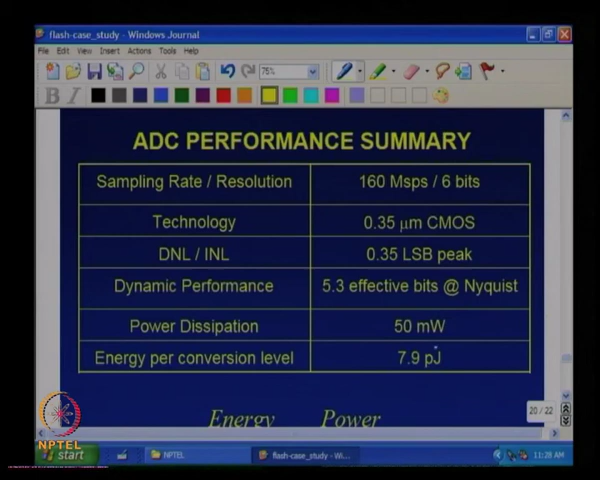 flash-case_study - Windows Journal
File Edit View Insert Actions Tools Help
75%
B I
ADC PERFORMANCE SUMMARY
Sampling Rate / Resolution 160 Msps / 6 bits
Technology 0.35 μm CMOS
DNL / INL 0.35 LSB peak
Dynamic Performance 5.3 effective bits @ Nyquist
Power Dissipation 50 mW
Energy per conversion level 7.9 pJ
Energy Power
20 / 22
NPTEL
start NPTEL flash-case_study - Wi... 11:28 AM